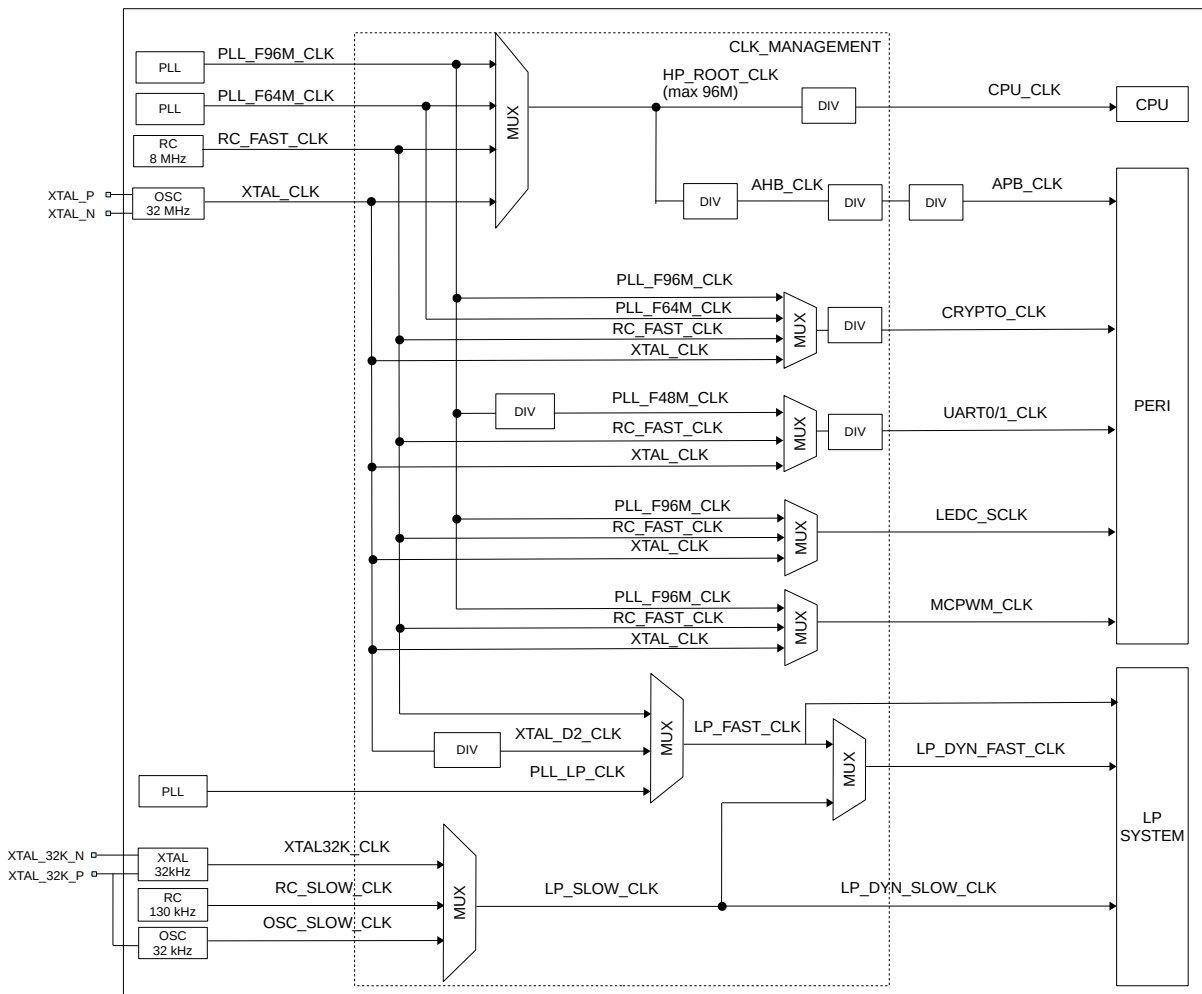 CLK_MANAGEMENT
PLL
PLL_F96M_CLK
PLL
PLL_F64M_CLK
RC
8 MHz
RC_FAST_CLK
XTAL_P
XTAL_N
OSC
32 MHz
XTAL_CLK
MUX
HP_ROOT_CLK
(max 96M)
DIV
CPU_CLK
CPU
DIV
AHB_CLK
DIV
DIV
APB_CLK
PLL_F96M_CLK
PLL_F64M_CLK
RC_FAST_CLK
XTAL_CLK
MUX
DIV
CRYPTO_CLK
DIV
PLL_F48M_CLK
RC_FAST_CLK
XTAL_CLK
MUX
DIV
UART0/1_CLK
PERI
PLL_F96M_CLK
RC_FAST_CLK
XTAL_CLK
MUX
LEDC_SCLK
PLL_F96M_CLK
RC_FAST_CLK
XTAL_CLK
MUX
MCPWM_CLK
DIV
XTAL_D2_CLK
PLL
PLL_LP_CLK
MUX
LP_FAST_CLK
MUX
LP_DYN_FAST_CLK
LP
SYSTEM
XTAL_32K_N
XTAL_32K_P
XTAL
32kHz
XTAL32K_CLK
RC
130 kHz
RC_SLOW_CLK
OSC
32 kHz
OSC_SLOW_CLK
MUX
LP_SLOW_CLK
LP_DYN_SLOW_CLK